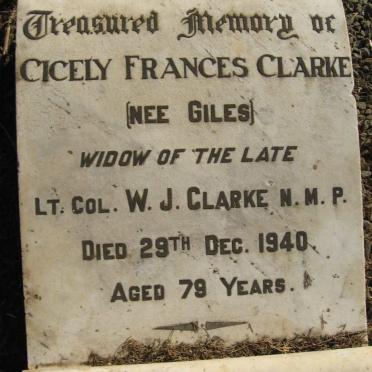 Treasured Memory of
CICELY FRANCES CLARKE
(NEE GILES)
WIDOW OF THE LATE
LT. COL. W. J. CLARKE N. M. P.
DIED 29TH DEC. 1940.
AGED 79 YEARS.